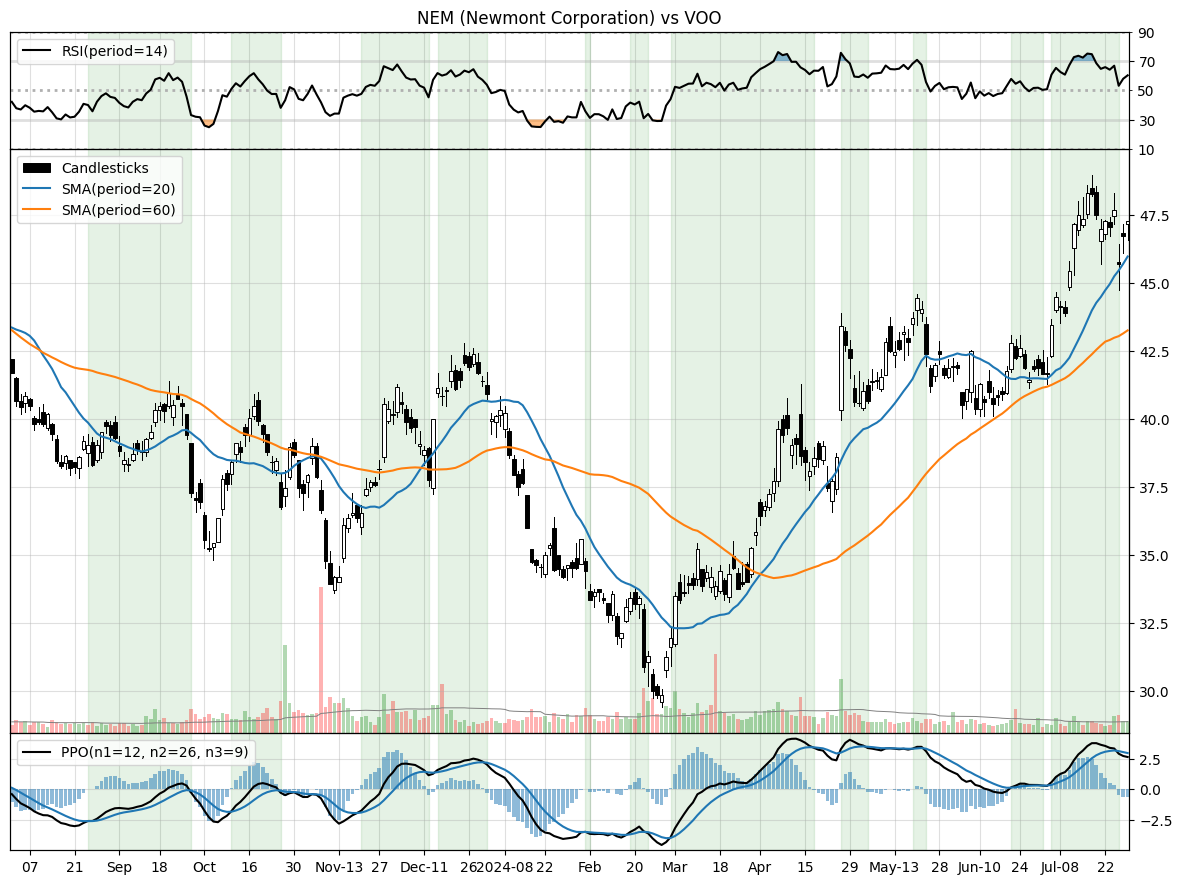 NEM (Newmont Corporation) vs VOO
RSI(period=14)
90
70
50
30
10
Candlesticks
SMA(period=20)
SMA(period=60)
47.5
45.0
42.5
40.0
37.5
35.0
32.5
30.0
PPO(n1=12, n2=26, n3=9)
2.5
0.0
−2.5
07 21 Sep 18 Oct 16 30 Nov-13 27 Dec-11 26 2024-08 22 Feb 20 Mar 18 Apr 15 29 May-13 28 Jun-10 24 Jul-08 22